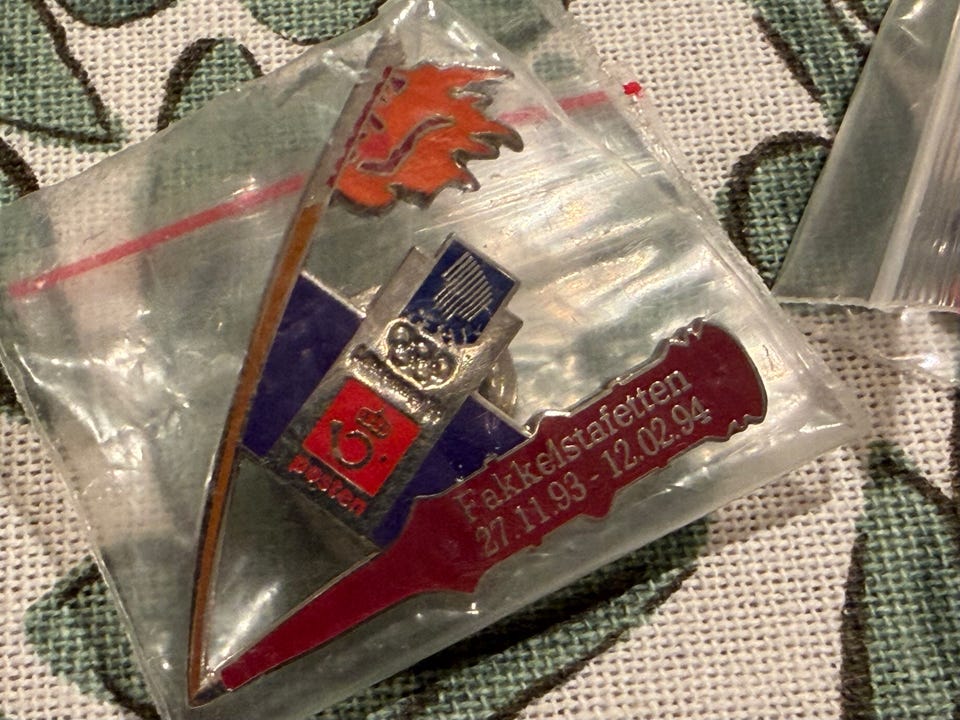 posten
Fakkelstafetten
27.11.93 - 12.02.94